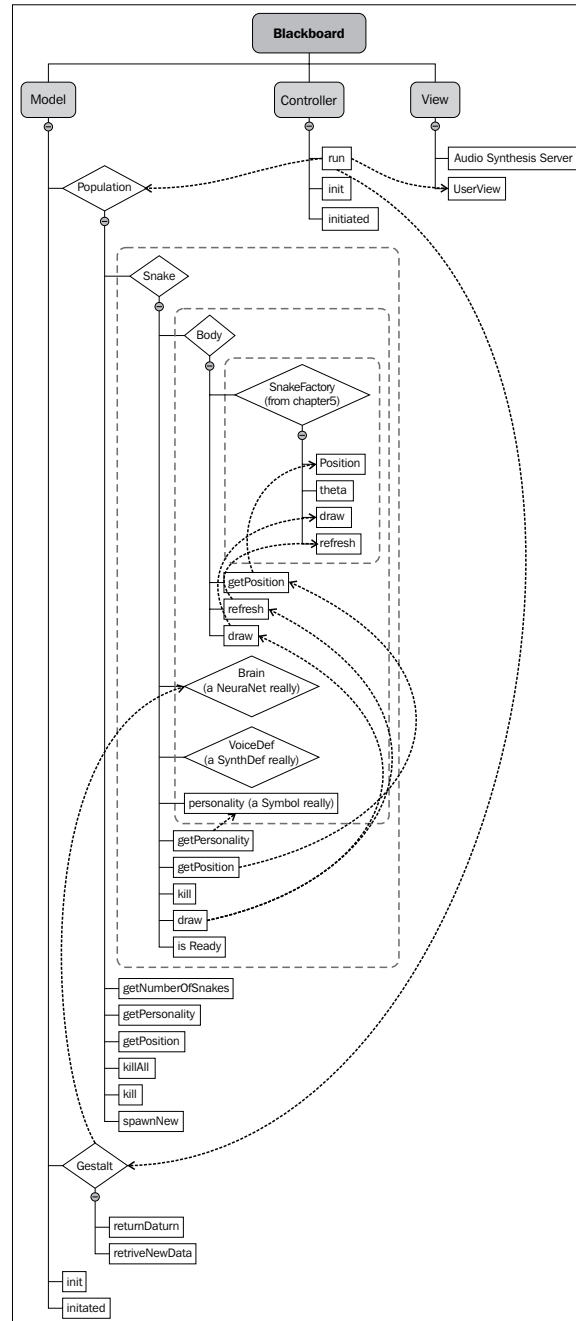 Blackboard
Model
Controller
View
run
Audio Synthesis Server
Population
init
UserView
initiated
Snake
Body
SnakeFactory
(from chapter5)
Position
theta
draw
refresh
getPosition
refresh
draw
Brain
(a NeuraNet really)
VoiceDef
(a SynthDef really)
personality (a Symbol really)
getPersonality
getPosition
kill
draw
is Ready
getNumberOfSnakes
getPersonality
getPosition
killAll
kill
spawnNew
Gestalt
returnDaturn
retriveNewData
init
initated